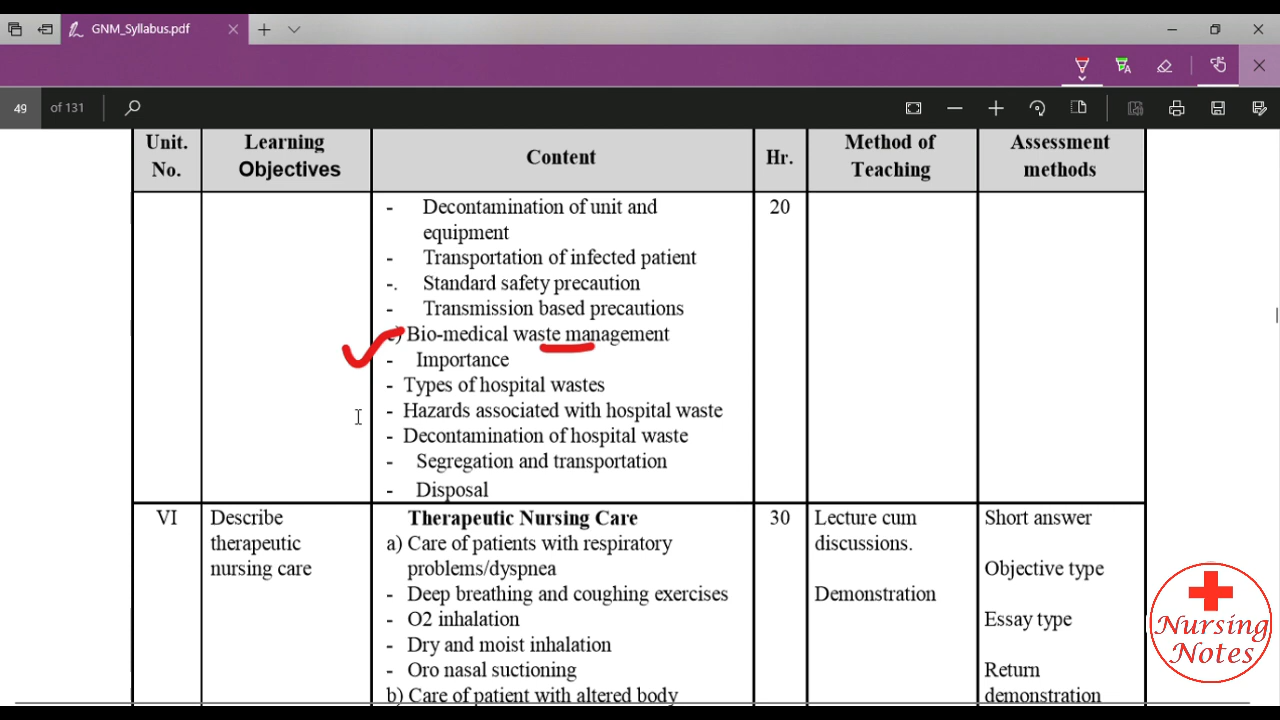 GNM_Syllabus.pdf
49 of 131
Unit. No.
Learning Objectives
Content
Hr.
Method of Teaching
Assessment methods
- Decontamination of unit and
equipment
20
- Transportation of infected patient
-. Standard safety precaution
- Transmission based precautions
e) Bio-medical waste management
- Importance
- Types of hospital wastes
- Hazards associated with hospital waste
- Decontamination of hospital waste
- Segregation and transportation
- Disposal
VI
Describe
therapeutic
nursing care
Therapeutic Nursing Care
a) Care of patients with respiratory
problems/dyspnea
- Deep breathing and coughing exercises
- O2 inhalation
- Dry and moist inhalation
- Oro nasal suctioning
b) Care of patient with altered body
30
Lecture cum
discussions.
Demonstration
Short answer
Objective type
Essay type
Return
demonstration
Nursing
Notes